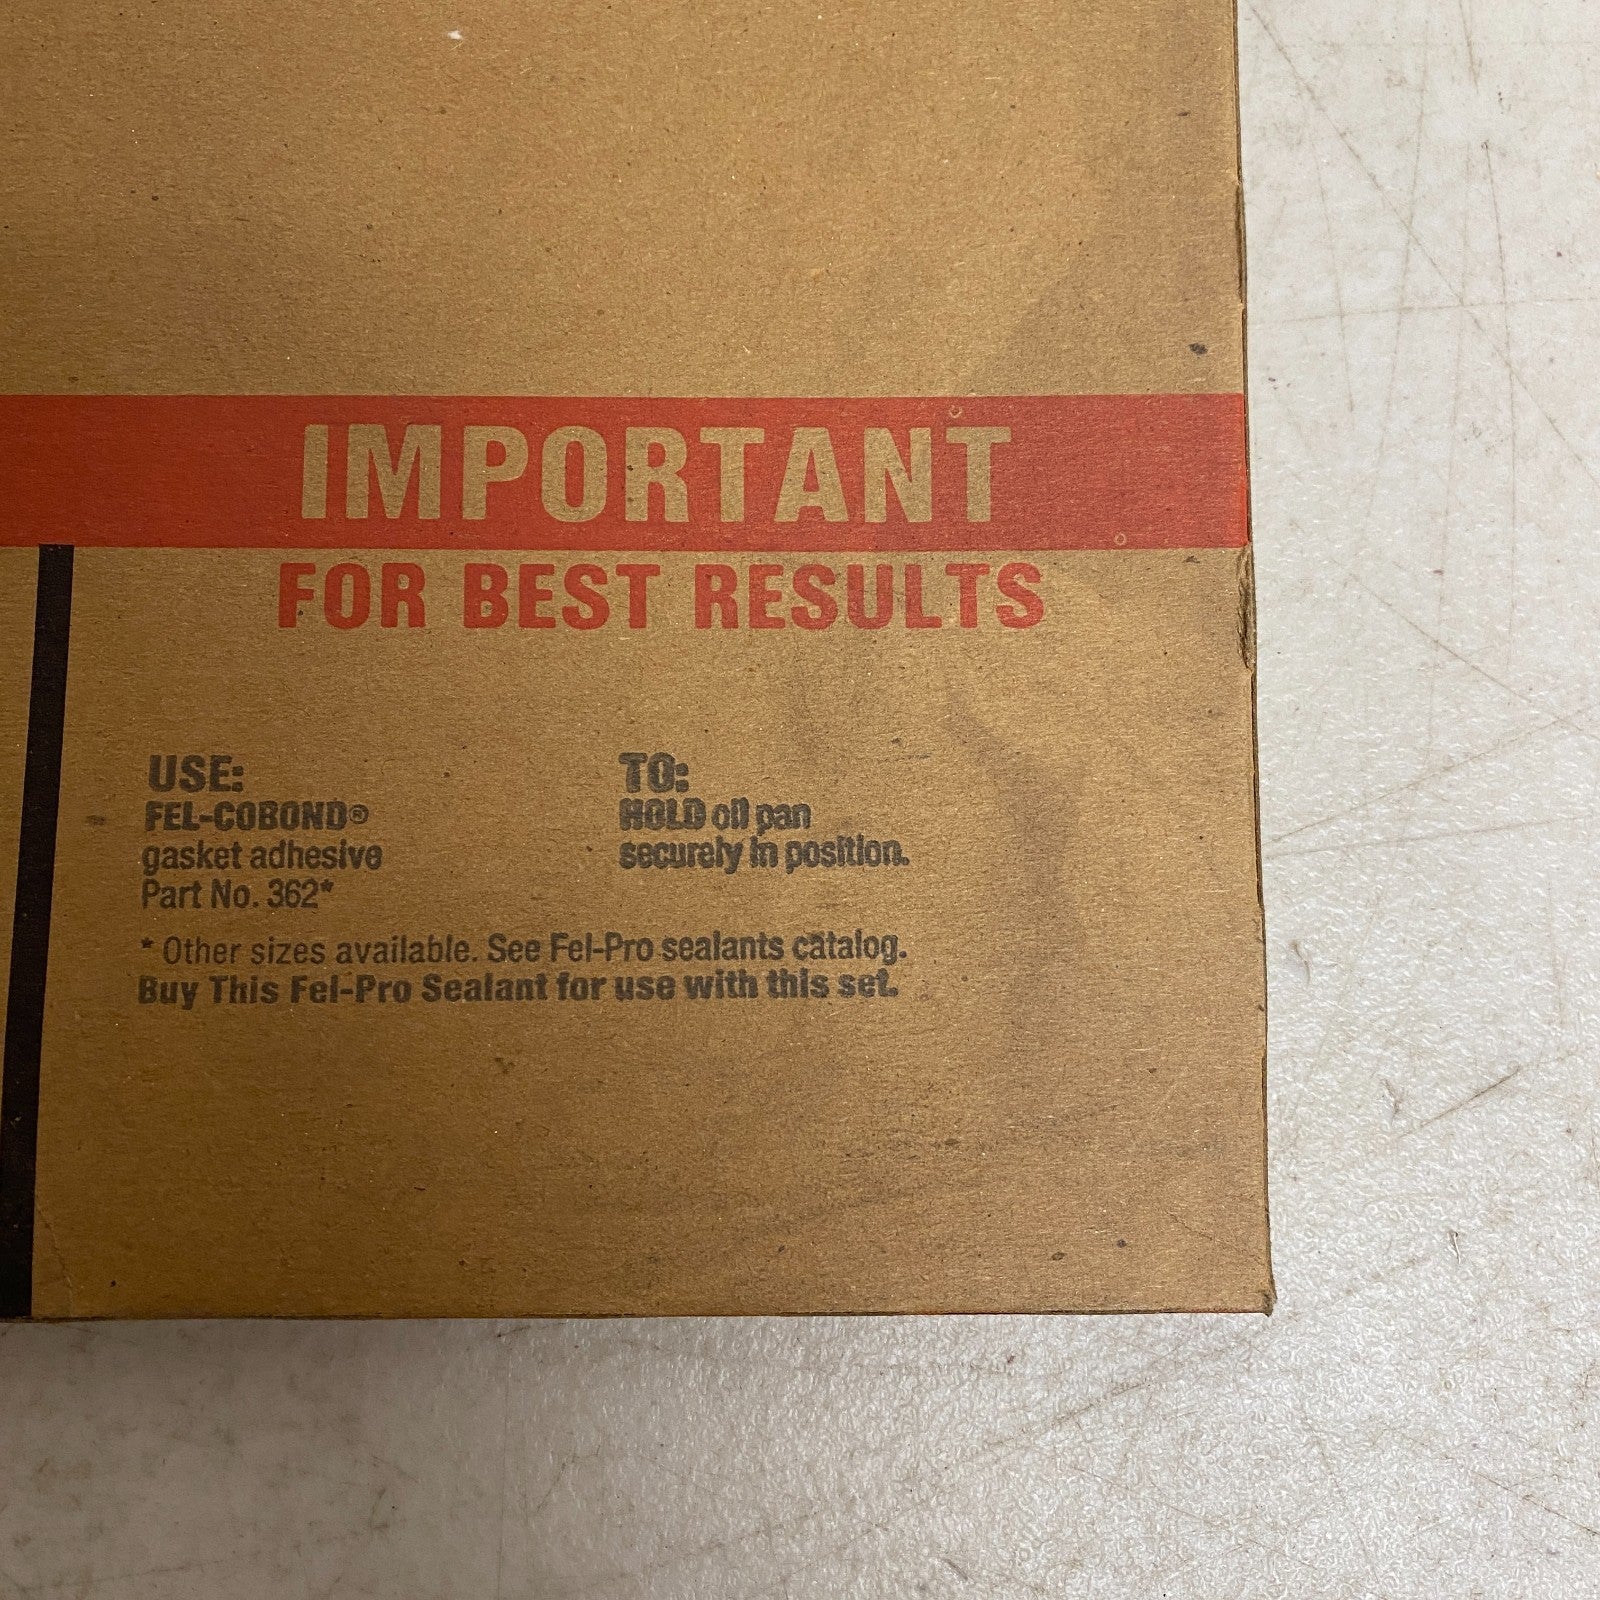 IMPORTANT
FOR BEST RESULTS
USE:
FEL-COBOND®
gasket adhesive
Part No. 362*
TO:
HOLD oil pan
securely in position.
* Other sizes available. See Fel-Pro sealants catalog.
Buy This Fel-Pro Sealant for use with this set.